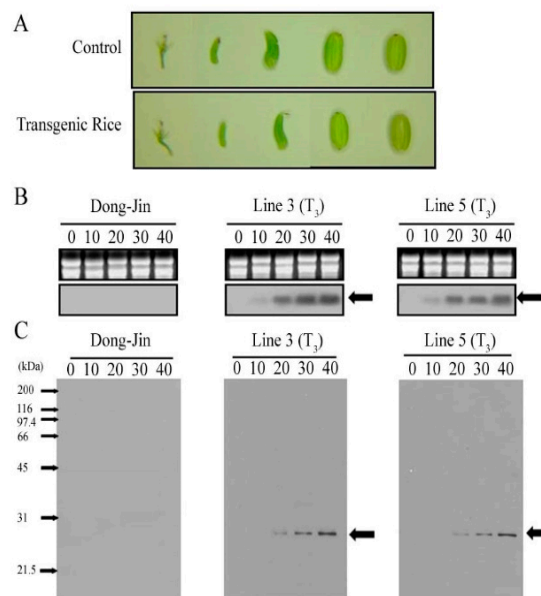 A
Control
Transgenic Rice
B
Dong-Jin Line 3 (T3) Line 5 (T3)
0 10 20 30 40 0 10 20 30 40 0 10 20 30 40
C
Dong-Jin Line 3 (T3) Line 5 (T3)
(kDa) 0 10 20 30 40 0 10 20 30 40 0 10 20 30 40
200
116
97.4
66
45
31
21.5